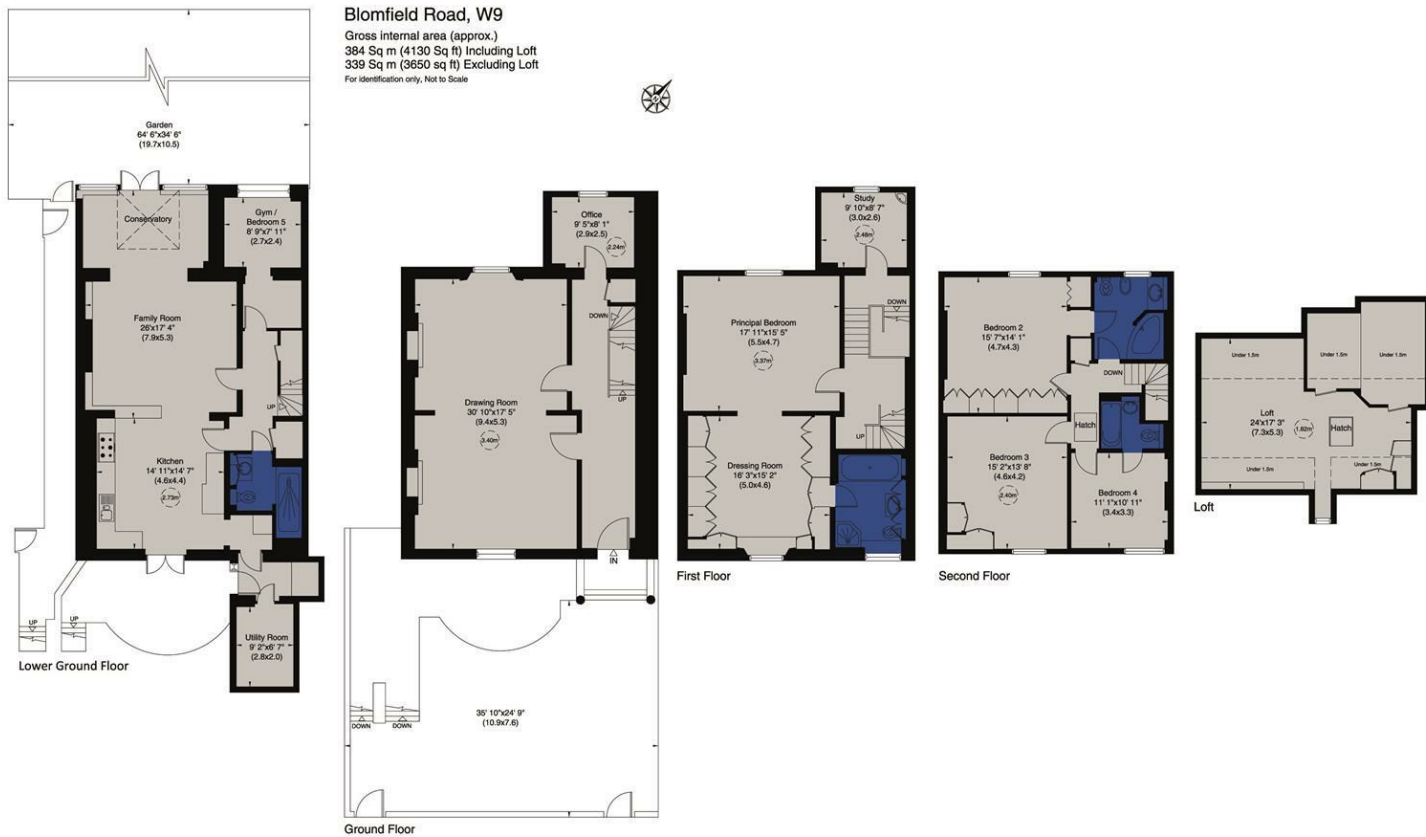 Blomfield Road, W9
Gross internal area (approx.)
384 Sq m (4130 Sq ft) Including Loft
339 Sq m (3650 sq ft) Excluding Loft
For identification only, Not to Scale
N
Garden
64' 6"x34' 6"
(19.7x10.5)
Conservatory
Gym /
Bedroom 5
8' 9"x7' 11"
(2.7x2.4)
Family Room
26'x17' 4"
(7.9x5.3)
UP
Kitchen
14' 11"x14' 7"
(4.6x4.4)
2.73m
UP
UP
Utility Room
9' 2"x6' 7"
(2.8x2.0)
Lower Ground Floor
Office
9' 5"x8' 1"
(2.9x2.5)
2.24m
DOWN
UP
Drawing Room
30' 10"x17' 5"
(9.4x5.3)
3.40m
IN
35' 10"x24' 9"
(10.9x7.6)
DOWN
DOWN
Ground Floor
Study
9' 10"x8' 7"
(3.0x2.6)
2.48m
DOWN
Principal Bedroom
17' 11"x15' 5"
(5.5x4.7)
3.37m
UP
Dressing Room
16' 3"x15' 2"
(5.0x4.6)
First Floor
Bedroom 2
15' 7"x14' 1"
(4.7x4.3)
DOWN
Hatch
Bedroom 3
15' 2"x13' 8"
(4.6x4.2)
2.40m
Bedroom 4
11' 1"x10' 11"
(3.4x3.3)
Second Floor
Under 1.5m
Under 1.5m
Under 1.5m
Loft
24'x17' 3"
(7.3x5.3)
1.82m
Hatch
Under 1.5m
Under 1.5m
Loft